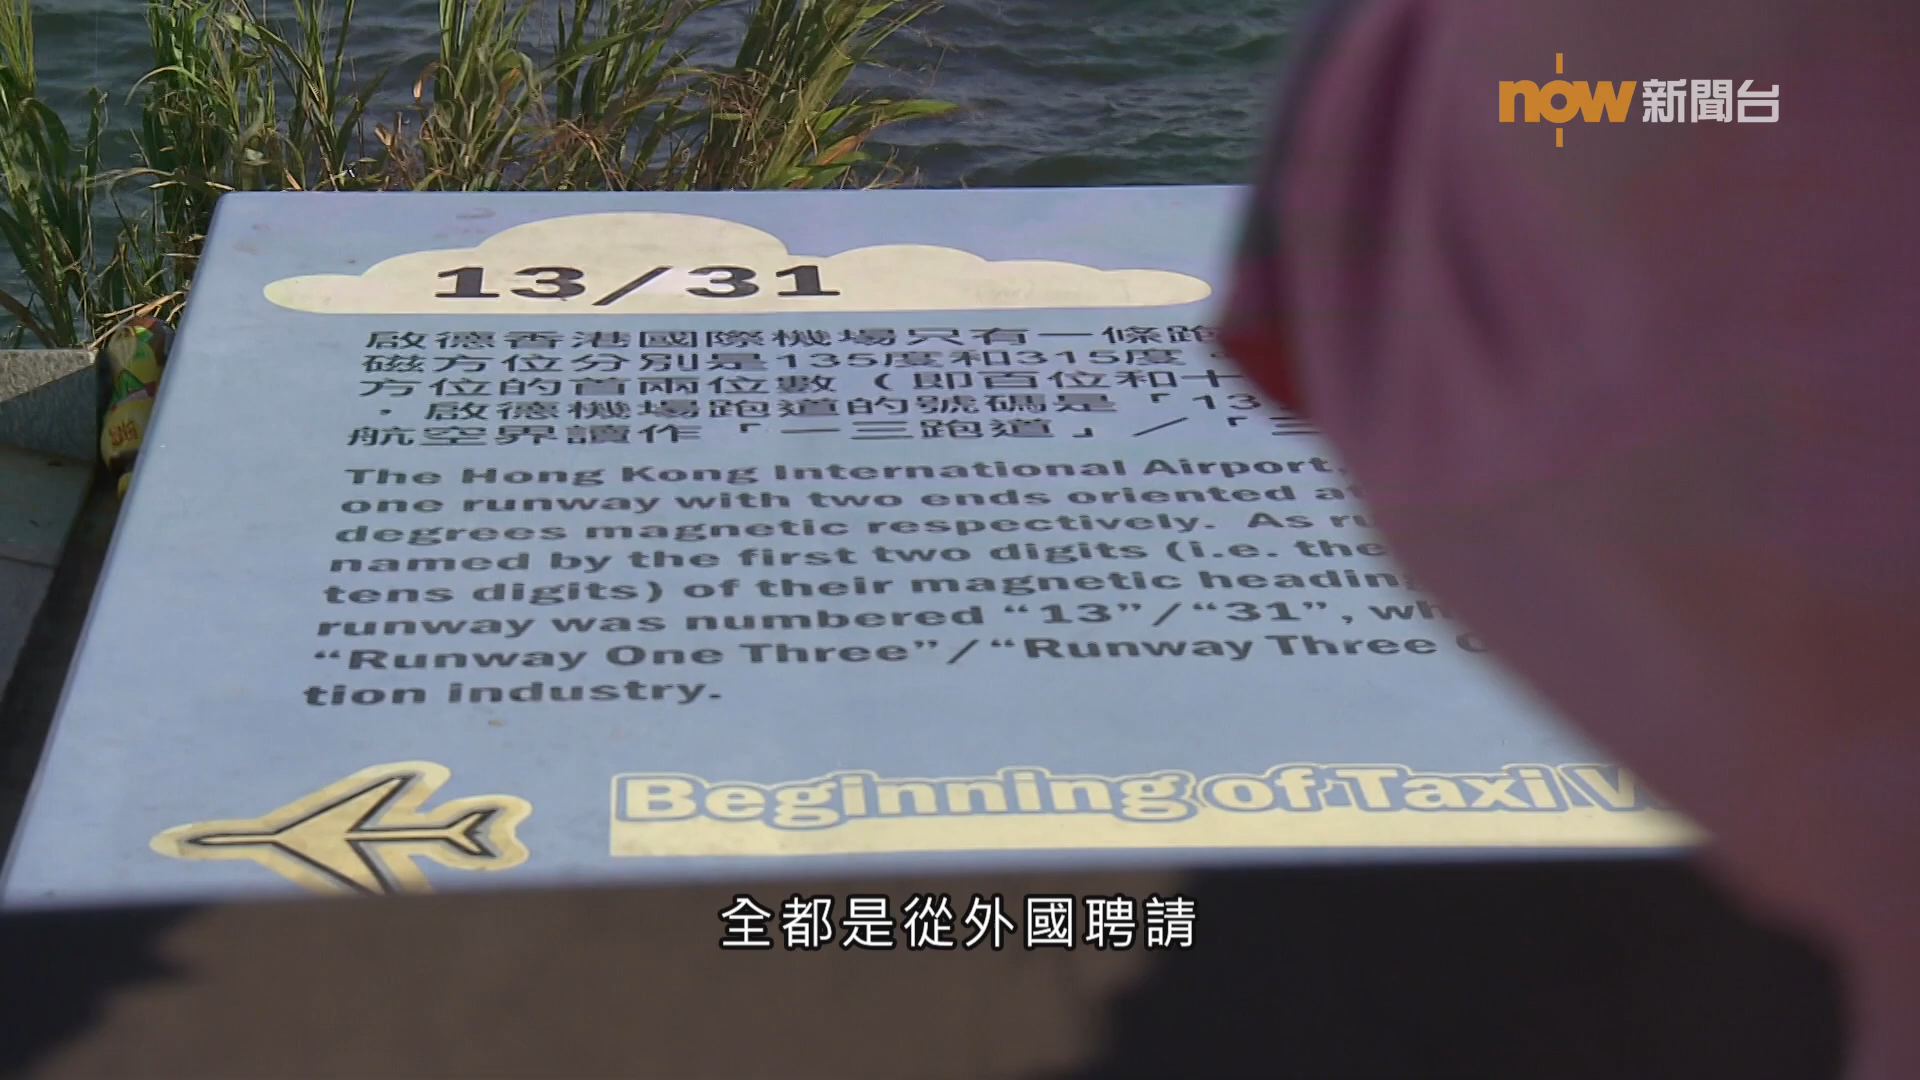 now新聞台
13/31
啟德香港國際機場只有一條跑
磁方位分別是135度和315度
方位的首兩位數（即百位和十
，啟德機場跑道的號碼是「13
航空界讀作「一三跑道」／「三
The Hong Kong International Airport,
one runway with two ends oriented at
degrees magnetic respectively. As
named by the first two digits (i.e. the
tens digits) of their magnetic heading
runway was numbered “13”/“31”,
“Runway One Three”/“Runway Three
tion industry.
Beginning of Taxi
全都是從外國聘請